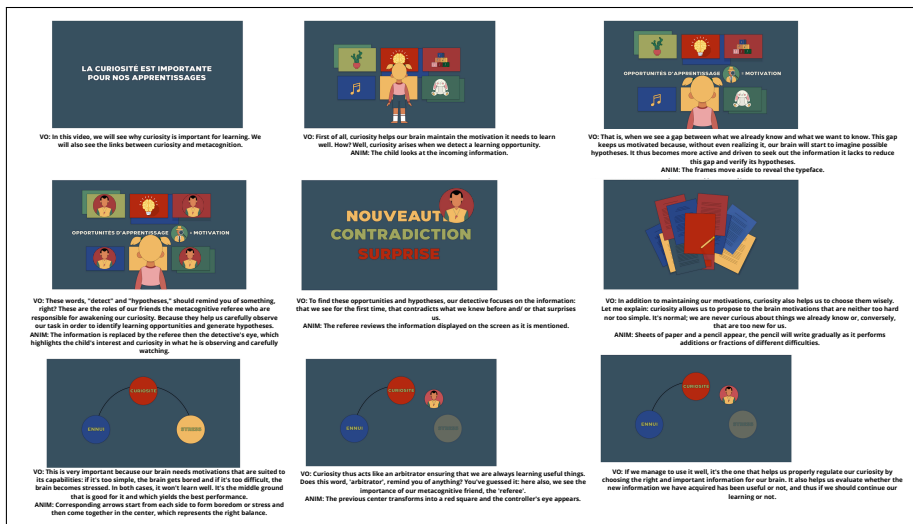 LA CURIOSITÉ EST IMPORTANTE
POUR NOS APPRENTISSAGES
VO: In this video, we will see why curiosity is important for learning. We
will also see the links between curiosity and metacognition.
VO: First of all, curiosity helps our brain maintain the motivation it needs to learn
well. How? Well, curiosity arises when we detect a learning opportunity.
ANIM: The child looks at the incoming information.
OPPORTUNITÉS D'APPRENTISSAGE = MOTIVATION
VO: That is, when we see a gap between what we already know and what we want to know. This gap
keeps us motivated because, without even realizing it, our brain will start to imagine possible
hypotheses. It thus becomes more active and driven to seek out the information it lacks to reduce
this gap and verify its hypotheses.
ANIM: The frames move aside to reveal the typeface.
OPPORTUNITÉS D'APPRENTISSAGE = MOTIVATION
VO: These words, "detect" and "hypotheses," should remind you of something,
right? These are the roles of our friends the metacognitive referee who are
responsible for awakening our curiosity. Because they help us carefully observe
our task in order to identify learning opportunities and generate hypotheses.
ANIM: The information is replaced by the referee then the detective's eye, which
highlights the child's interest and curiosity in what he is observing and carefully
watching.
NOUVEAUT
CONTRADICTION
SURPRISE
VO: To find these opportunities and hypotheses, our detective focuses on the information:
that we see for the first time, that contradicts what we knew before and/ or that surprises
us.
ANIM: The referee reviews the information displayed on the screen as it is mentioned.
VO: In addition to maintaining our motivations, curiosity also helps us to choose them wisely.
Let me explain: curiosity allows us to propose to the brain motivations that are neither too hard
nor too simple. It's normal; we are never curious about things we already know or, conversely,
that are too new for us.
ANIM: Sheets of paper and a pencil appear, the pencil will write gradually as it performs
additions or fractions of different difficulties.
CURIOSITÉ
ENNUI
STRESS
VO: This is very important because our brain needs motivations that are suited to
its capabilities: if it's too simple, the brain gets bored and if it's too difficult, the
brain becomes stressed. In both cases, it won't learn well. It's the middle ground
that is good for it and which yields the best performance.
ANIM: Corresponding arrows start from each side to form boredom or stress and
then come together in the center, which represents the right balance.
CURIOSITÉ
ENNUI
STRESS
VO: Curiosity thus acts like an arbitrator ensuring that we are always learning useful things.
Does this word, 'arbitrator', remind you of anything? You've guessed it: here also, we see the
importance of our metacognitive friend, the 'referee'.
ANIM: The previous center transforms into a red square and the controller's eye appears.
CURIOSITÉ
ENNUI
STRESS
VO: If we manage to use it well, it's the one that helps us properly regulate our curiosity by
choosing the right and important information for our brain. It also helps us evaluate whether the
new information we have acquired has been useful or not, and thus if we should continue our
learning or not.